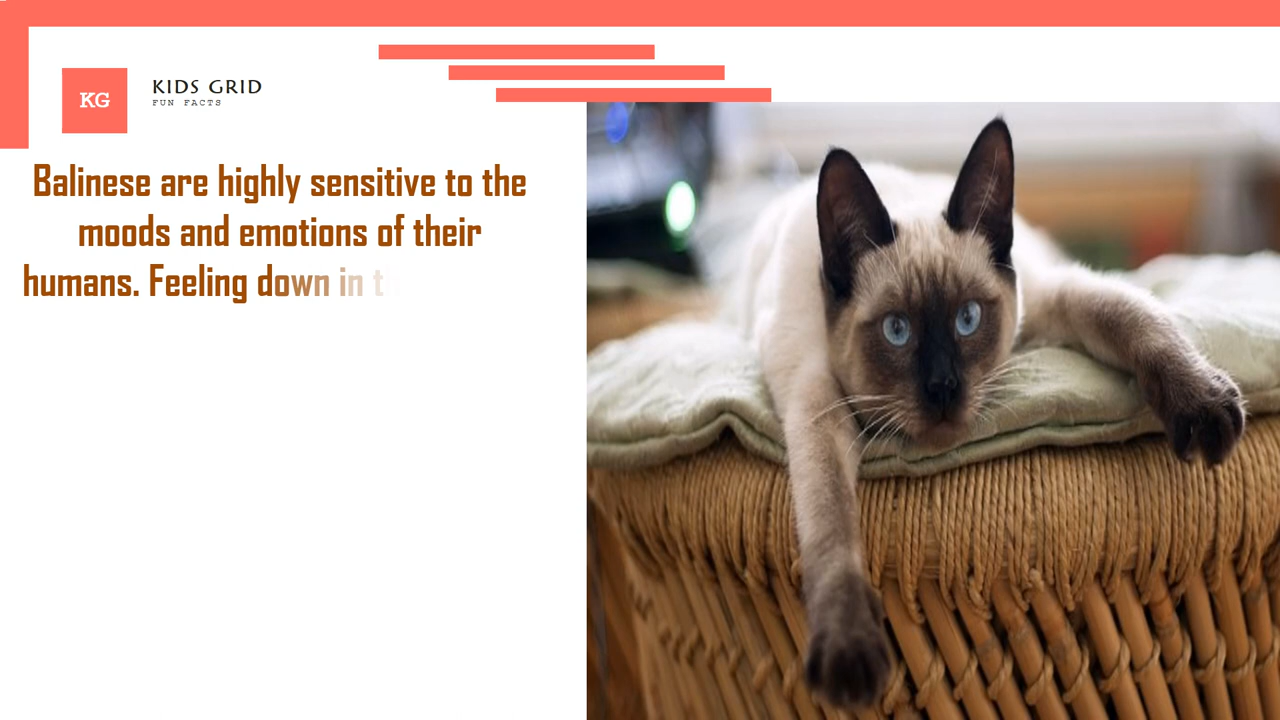 KG
KIDS GRID
FUN FACTS
Balinese are highly sensitive to the
moods and emotions of their
humans. Feeling down in t